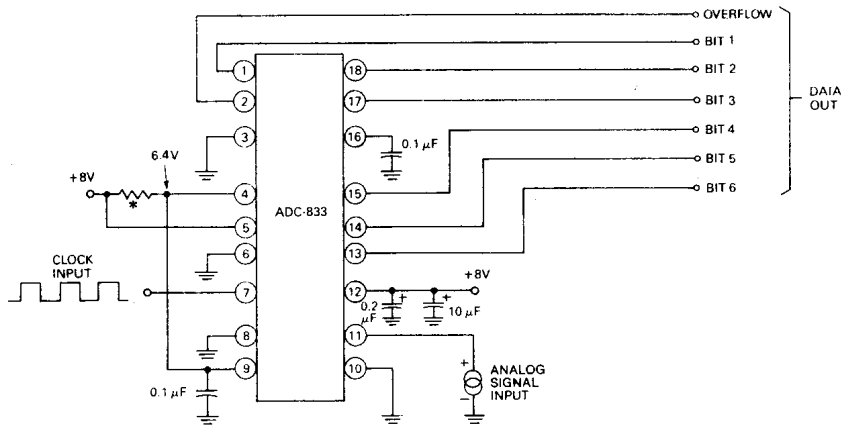 OVERFLOW
BIT 1
1
18
BIT 2
2
17
BIT 3
DATA
OUT
3
16
0.1 μF
BIT 4
6.4V
+8V
4
15
BIT 5
*
ADC-833
5
14
BIT 6
6
13
CLOCK
INPUT
+8V
7
12
0.2
μF
+
+
10 μF
8
11
+
ANALOG
SIGNAL
INPUT
9
10
−
0.1 μF